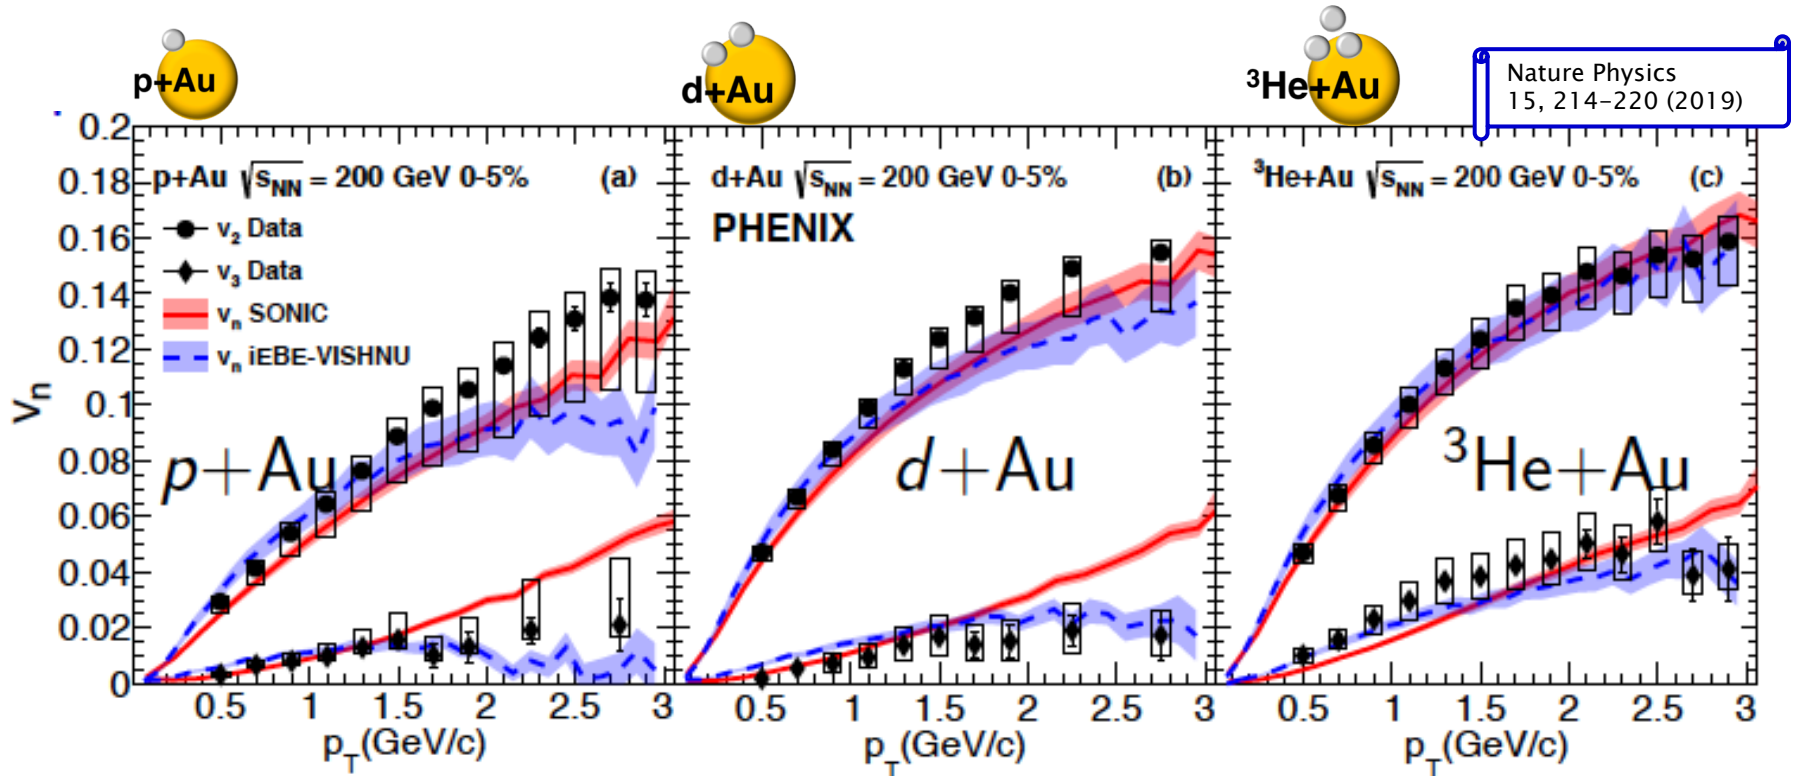 p+Au
d+Au
³He+Au
Nature Physics
15, 214–220 (2019)
p+Au √sNN = 200 GeV 0-5% (a)
v2 Data
v3 Data
vn SONIC
vn iEBE-VISHNU
p+Au
d+Au √sNN = 200 GeV 0-5% (b)
PHENIX
d+Au
³He+Au √sNN = 200 GeV 0-5% (c)
³He+Au
vn
0.2
0.18
0.16
0.14
0.12
0.1
0.08
0.06
0.04
0.02
0
0.5 1 1.5 2 2.5 3
0.5 1 1.5 2 2.5 3
0.5 1 1.5 2 2.5 3
pT(GeV/c)
pT(GeV/c)
pT(GeV/c)